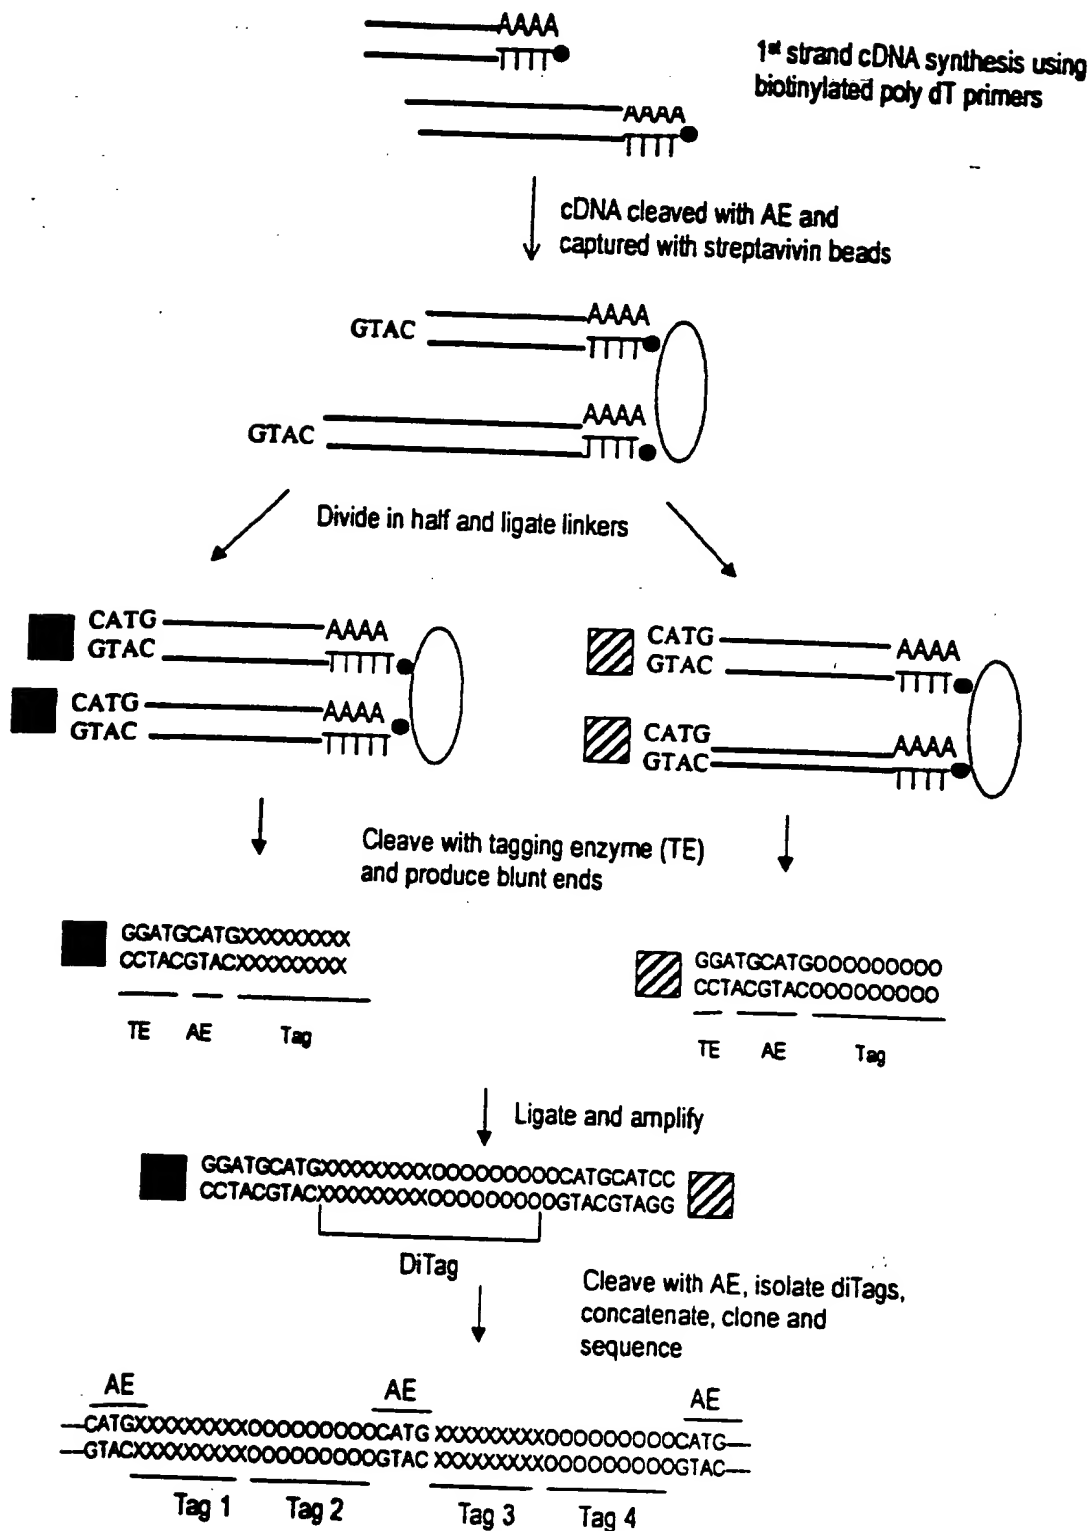 AAAA
TTTT
1st strand cDNA synthesis using
biotinylated poly dT primers
AAAA
TTTT
cDNA cleaved with AE and
captured with streptavivin beads
AAAA
GTAC
TTTT
AAAA
GTAC
TTTT
Divide in half and ligate linkers
CATG AAAA
GTAC TTTTT
CATG AAAA
GTAC TTTTT
CATG AAAA
GTAC TTTT
CATG AAAA
GTAC TTTT
Cleave with tagging enzyme (TE)
and produce blunt ends
GGATGCATGXXXXXXXXX
CCTACGTACXXXXXXXXX
TE AE Tag
GGATGCATGOOOOOOOOO
CCTACGTACOOOOOOOOO
TE AE Tag
Ligate and amplify
GGATGCATGXXXXXXXXXOOOOOOOOOCATGCATCC
CCTACGTACXXXXXXXXXOOOOOOOOOGTACGTAGG
DiTag
Cleave with AE, isolate diTags,
concatenate, clone and
sequence
AE AE AE
CATGXXXXXXXXXOOOOOOOOOCATG XXXXXXXXXOOOOOOOOOCATG
GTACXXXXXXXXXOOOOOOOOOGTAC XXXXXXXXXOOOOOOOOOGTAC
Tag 1 Tag 2 Tag 3 Tag 4